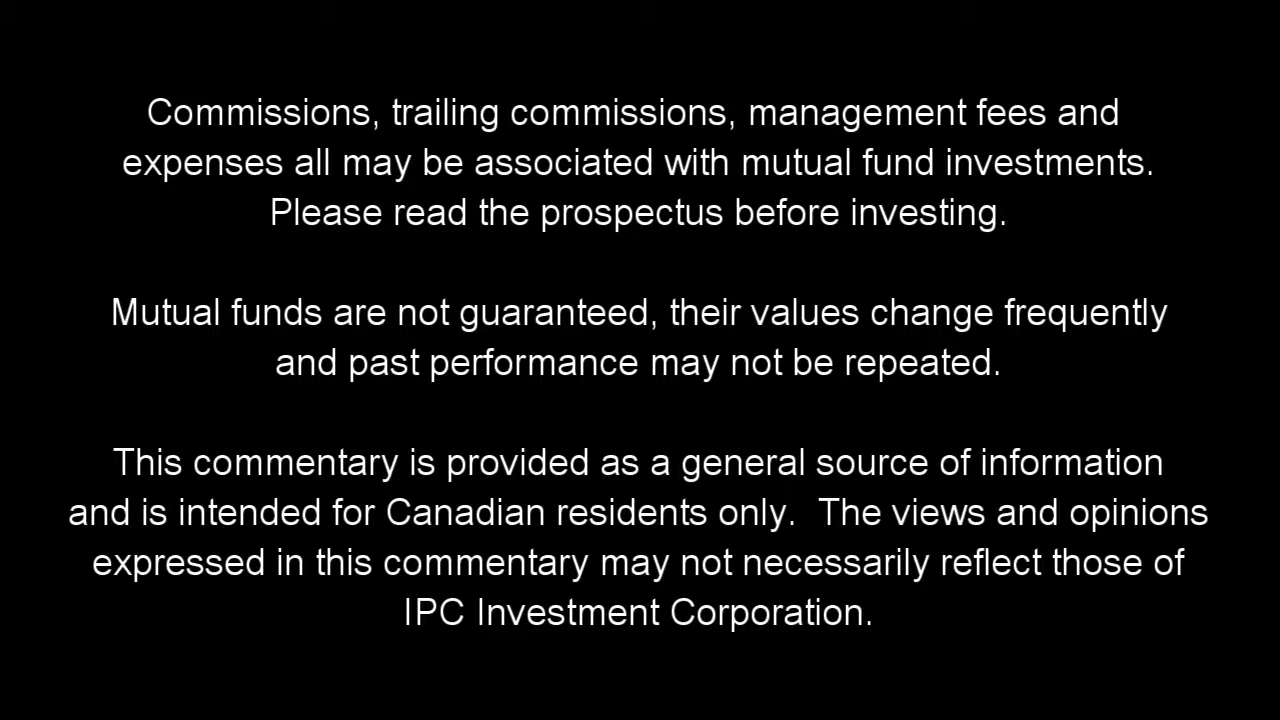 Commissions, trailing commissions, management fees and
expenses all may be associated with mutual fund investments.
Please read the prospectus before investing.
Mutual funds are not guaranteed, their values change frequently
and past performance may not be repeated.
This commentary is provided as a general source of information
and is intended for Canadian residents only.  The views and opinions
expressed in this commentary may not necessarily reflect those of
IPC Investment Corporation.